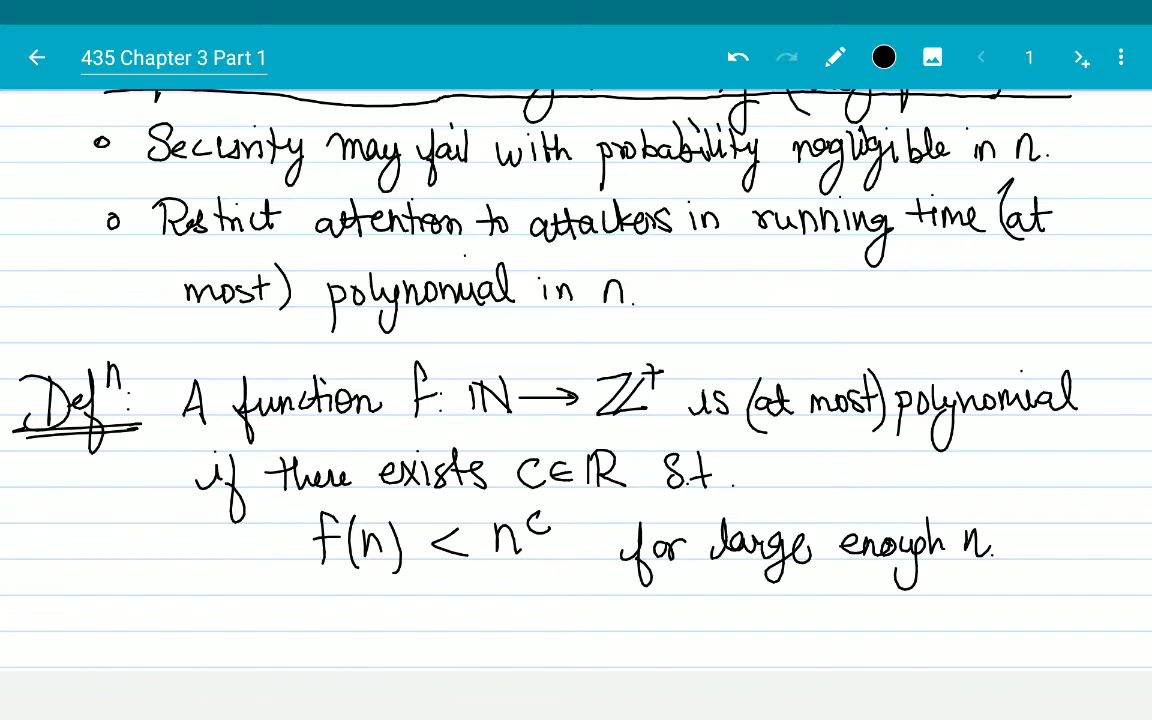 435 Chapter 3 Part 1
1
o Security may fail with probability negligible in n.
o Restrict attention to attackers in running time (at
most) polynomial in n.
Defⁿ: A function f: ℕ → ℤ⁺ is (at most) polynomial
if there exists C∈ℝ s.t.
f(n) < n^C for large enough n.